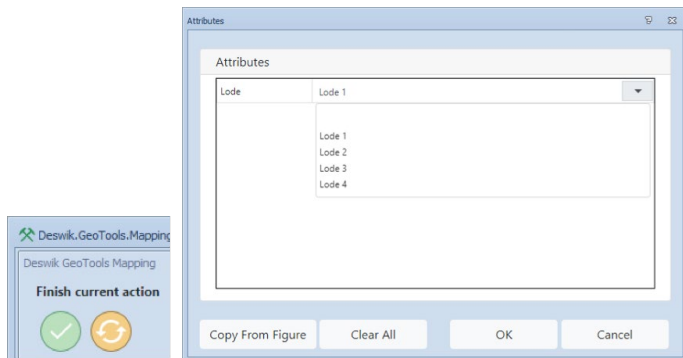 Attributes
Attributes
Lode Lode 1
Lode 1
Lode 2
Lode 3
Lode 4
Copy From Figure Clear All OK Cancel
Deswik.GeoTools.Mapping
Deswik GeoTools Mapping
Finish current action